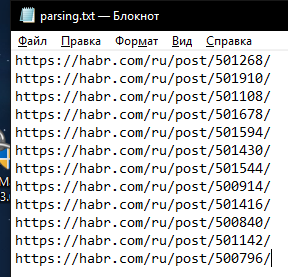 parsing.txt — Блокнот
Файл Правка Формат Вид Справка
https://habr.com/ru/post/501268/
https://habr.com/ru/post/501910/
https://habr.com/ru/post/501108/
https://habr.com/ru/post/501678/
https://habr.com/ru/post/501594/
https://habr.com/ru/post/501430/
https://habr.com/ru/post/501544/
https://habr.com/ru/post/500914/
https://habr.com/ru/post/501416/
https://habr.com/ru/post/500840/
https://habr.com/ru/post/501142/
https://habr.com/ru/post/500796/